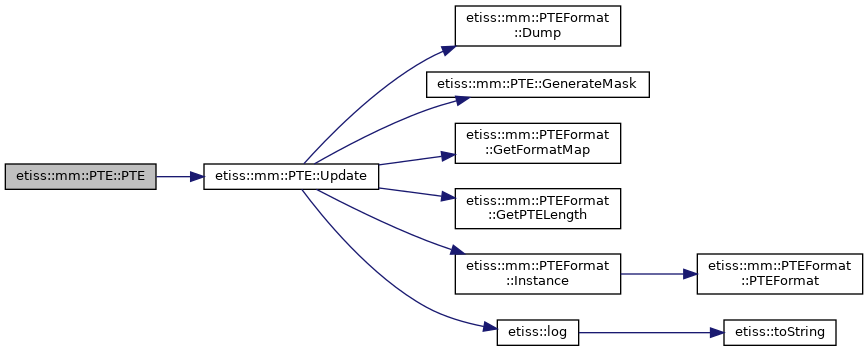 etiss::mm::PTE::PTE
etiss::mm::PTE::Update
etiss::mm::PTEFormat
::Dump
etiss::mm::PTE::GenerateMask
etiss::mm::PTEFormat
::GetFormatMap
etiss::mm::PTEFormat
::GetPTELength
etiss::mm::PTEFormat
::Instance
etiss::mm::PTEFormat
::PTEFormat
etiss::log
etiss::toString